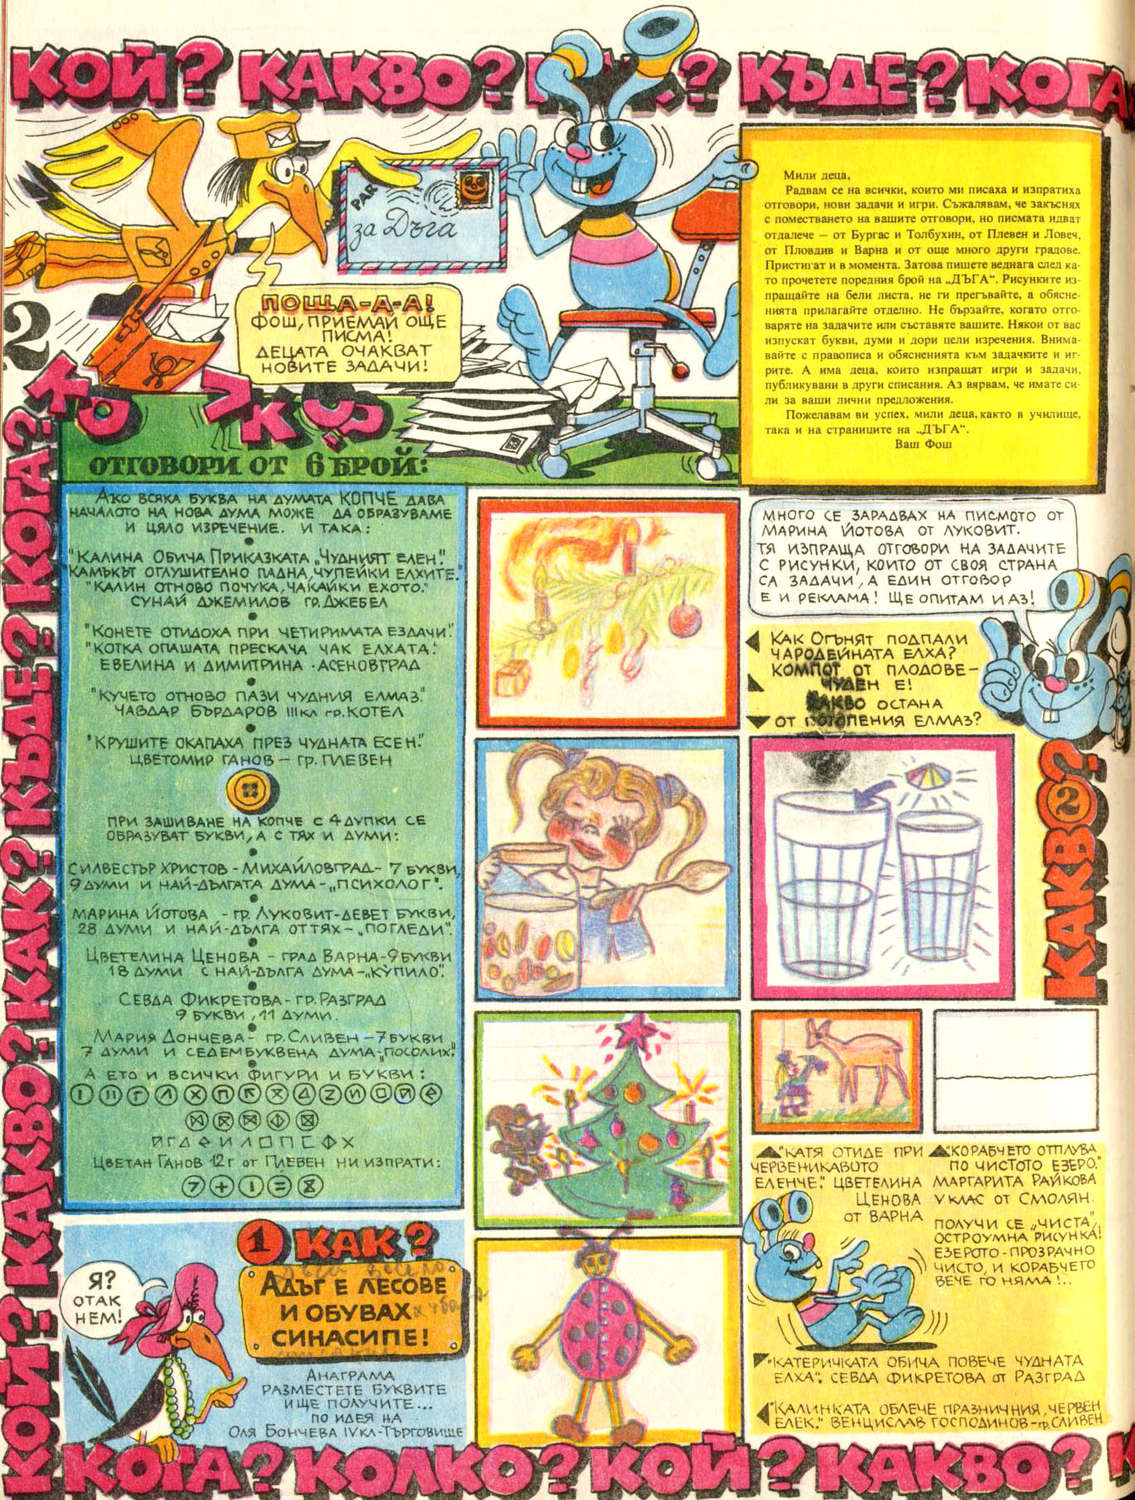 КОЙ? КАКВО? КЪДЕ? КОГА
PAR
за Дъга
ПОЩА-А-А!
ФОШ, ПРИЕМАЙ ОЩЕ
ПИСМА!
ДЕЦАТА ОЧАКВАТ
НОВИТЕ ЗАДАЧИ!
2
Мили деца,
Радвам се на всички, които ми писаха и изпратиха
отговори, нови задачи и игри. Съжалявам, че закъснях
с поместването на вашите отговори, но писмата идват
отдалече — от Бургас и Толбухин, от Плевен и Ловеч,
от Пловдив и Варна и от още много други градове.
Пристигат и в момента. Затова пишете веднага след ка-
то прочетете поредния брой на „ДЪГА“. Рисунките из-
пращайте на бели листа, не ги прегъвайте, а обясне-
нията прилагайте отделно. Не бързайте, когато отго-
варяте на задачите или съставяте вашите. Някои от вас
изпускат букви, думи и дори цели изречения. Внима-
вайте с правописа и обясненията към задачките и иг-
рите. А има деца, които изпращат игри и задачи,
публикувани в други списания. Аз вярвам, че имате си-
ли за ваши лични предложения.
Пожелавам ви успех, мили деца, както в училище,
така и на страниците на „ДЪГА“.
Ваш Фош
ОТГОВОРИ ОТ 6 БРОЙ:
АКО ВСЯКА БУКВА НА ДУМАТА КОПЧЕ ДАВА
НАЧАЛОТО НА НОВА ДУМА МОЖЕ ДА ОБРАЗУВАМЕ
И ЦЯЛО ИЗРЕЧЕНИЕ. И ТАКА:
"КАЛИНА ОБИЧА ПРИКАЗКАТА „ЧУДНИЯТ ЕЛЕН".
КАМЪКЪТ ОГЛУШИТЕЛНО ПАДНА, ЧУПЕЙКИ ЕЛХИТЕ."
"КАЛИН ОТНОВО ПОЧУКА, ЧАКАЙКИ ЕХОТО."
СУНАЙ ДЖЕМИЛОВ ГР. ДЖЕБЕЛ
"КОНЕТЕ ОТИДОХА ПРИ ЧЕТИРИМАТА ЕЗДАЧИ."
"КОТКА ОПАШАТА ПРЕСКАЧА ЧАК ЕЛХАТА!
ЕВЕЛИНА И ДИМИТРИНА - АСЕНОВГРАД
"КУЧЕТО ОТНОВО ПАЗИ ЧУДНИЯ ЕЛМАЗ"
ЧАВДАР БЪРДАРОВ III КЛ ГР. КОТЕЛ
"КРУШИТЕ ОКАПАХА ПРЕЗ ЧУДНАТА ЕСЕН."
ЦВЕТОМИР ГАНОВ – ГР. ПЛЕВЕН
ПРИ ЗАШИВАНЕ НА КОПЧЕ С 4 ДУПКИ СЕ
ОБРАЗУВАТ БУКВИ, А С ТЯХ И ДУМИ:
СИЛВЕСТЪР ХРИСТОВ - МИХАЙЛОВГРАД - 7 БУКВИ,
9 ДУМИ И НАЙ-ДЪЛГАТА ДУМА - „ПСИХОЛОГ".
МАРИНА ЙОТОВА - ГР. ЛУКОВИТ - ДЕВЕТ БУКВИ,
28 ДУМИ И НАЙ-ДЪЛГА ОТ ТЯХ - „ПОГЛЕДИ".
ЦВЕТЕЛИНА ЦЕНОВА - ГРАД ВАРНА - 9 БУКВИ
18 ДУМИ С НАЙ-ДЪЛГА ДУМА - „КУПИЛО".
СЕВДА ФИКРЕТОВА - ГР. РАЗГРАД
9 БУКВИ, 11 ДУМИ.
МАРИЯ ДОНЧЕВА - ГР. СЛИВЕН - 7 БУКВИ
7 ДУМИ И СЕДЕМБУКВЕНА ДУМА „ПОСОЛИХ".
А ЕТО И ВСИЧКИ ФИГУРИ И БУКВИ:
И Г Л Ф И Л О П С Ф Х
ЦВЕТАН ГАНОВ 12 Г ОТ ПЛЕВЕН НИ ИЗПРАТИ:
7 + 1 = 8
МНОГО СЕ ЗАРАДВАХ НА ПИСМОТО ОТ
МАРИНА ЙОТОВА ОТ ЛУКОВИТ.
ТЯ ИЗПРАЩА ОТГОВОРИ НА ЗАДАЧИТЕ
С РИСУНКИ, КОИТО ОТ СВОЯ СТРАНА
СА ЗАДАЧИ, А ЕДИН ОТГОВОР
Е И РЕКЛАМА! ЩЕ ОПИТАМ И АЗ!
КАК ОГЪНЯТ ПОДПАЛИ
ЧАРОДЕЙНАТА ЕЛХА?
КОМПОТ ОТ ПЛОДОВЕ –
ЧУДЕН Е!
КАКВО ОСТАНА
ОТ ПОТОПЕНИЯ ЕЛМАЗ?
КАКВО? 2
"КАТЯ ОТИДЕ ПРИ
ЧЕРВЕНИКАВОТО
ЕЛЕНЧЕ." ЦВЕТЕЛИНА
ЦЕНОВА
ОТ ВАРНА
"КОРАБЧЕТО ОТПЛУВА
ПО ЧИСТОТО ЕЗЕРО."
МАРГАРИТА РАЙКОВА
V КЛАС ОТ СМОЛЯН.
ПОЛУЧИ СЕ „ЧИСТА"
ОСТРОУМНА РИСУНКА!
ЕЗЕРОТО - ПРОЗРАЧНО
ЧИСТО, И КОРАБЧЕТО
ВЕЧЕ ГО НЯМА!..
"КАТЕРИЧКАТА ОБИЧА ПОВЕЧЕ ЧУДНАТА
ЕЛХА". СЕВДА ФИКРЕТОВА ОТ РАЗГРАД
"КАЛИНКАТА ОБЛЕЧЕ ПРАЗНИЧНИЯ, ЧЕРВЕН
ЕЛЕК." ВЕНЦИСЛАВ ГОСПОДИНОВ - ГР. СЛИВЕН
Я?
ОТАК
НЕМ!
1 КАК?
АДЪГ Е ЛЕСОВЕ
И ОБУВАХ
СИНАСИПЕ!
АНАГРАМА
РАЗМЕСТЕТЕ БУКВИТЕ
И ЩЕ ПОЛУЧИТЕ...
ПО ИДЕЯ НА
ОЛЯ БОНЧЕВА IV КЛ - ТЪРГОВИЩЕ
КОЙ? КАКВО? КАК? КЪДЕ? КОГА?
КОГА? КОЛКО? КОЙ? КАКВО?